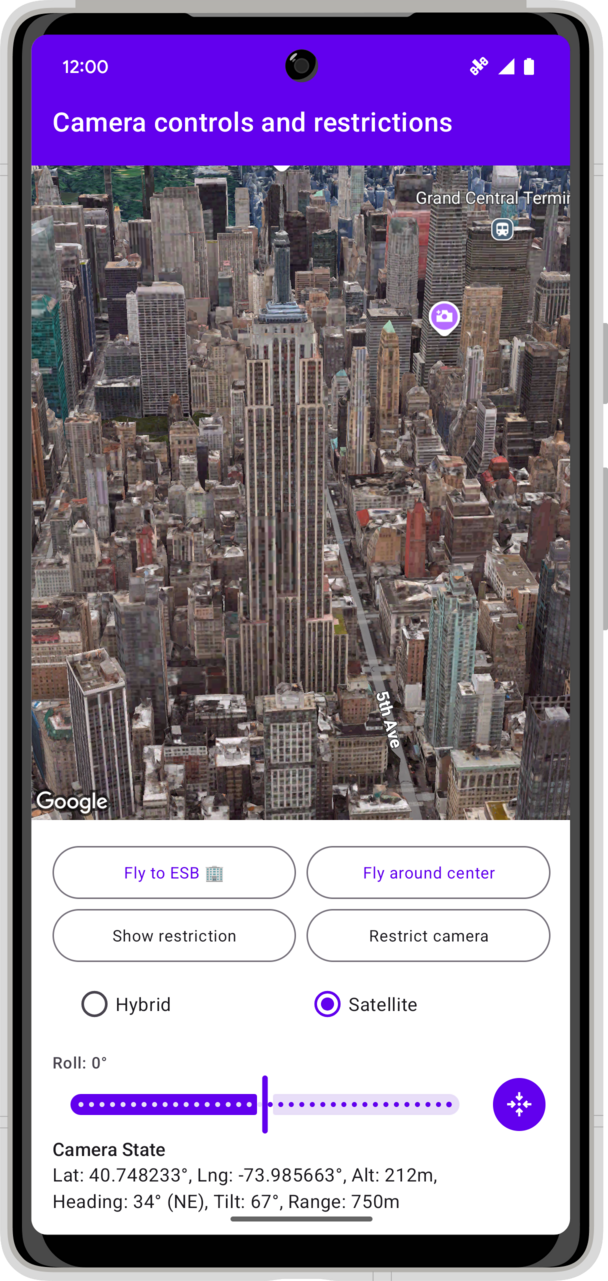 12:00
Camera controls and restrictions
Grand Central Termin
5th Ave
Google
Fly to ESB 🏢
Fly around center
Show restriction
Restrict camera
Hybrid
Satellite
Roll: 0°
Camera State
Lat: 40.748233°, Lng: -73.985663°, Alt: 212m,
Heading: 34° (NE), Tilt: 67°, Range: 750m